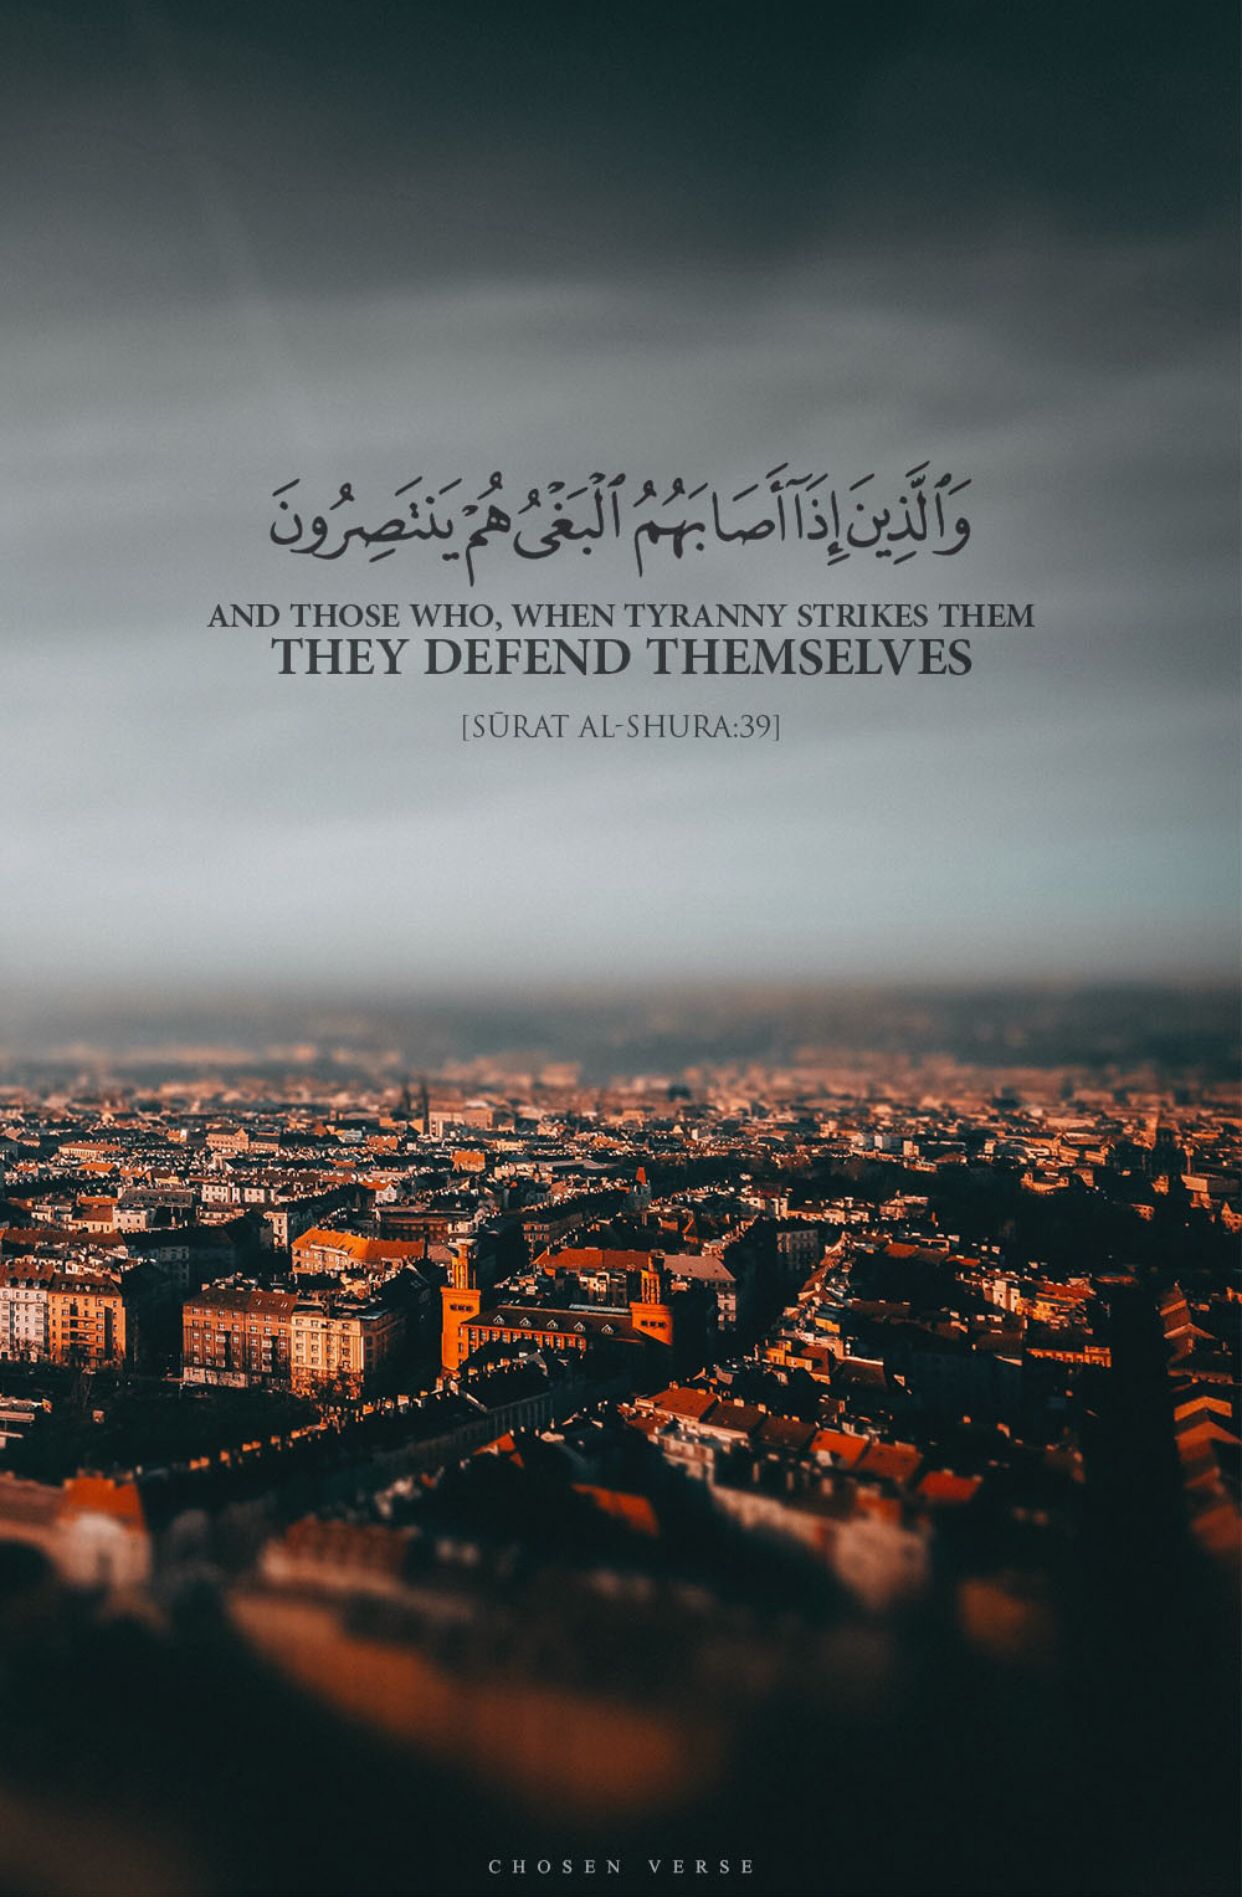 وَٱلَّذِينَ إِذَآ أَصَابَهُمُ ٱلْبَغْىُ هُمْ يَنتَصِرُونَ
AND THOSE WHO, WHEN TYRANNY STRIKES THEM
THEY DEFEND THEMSELVES
[SŪRAT AL-SHURA:39]
CHOSEN VERSE